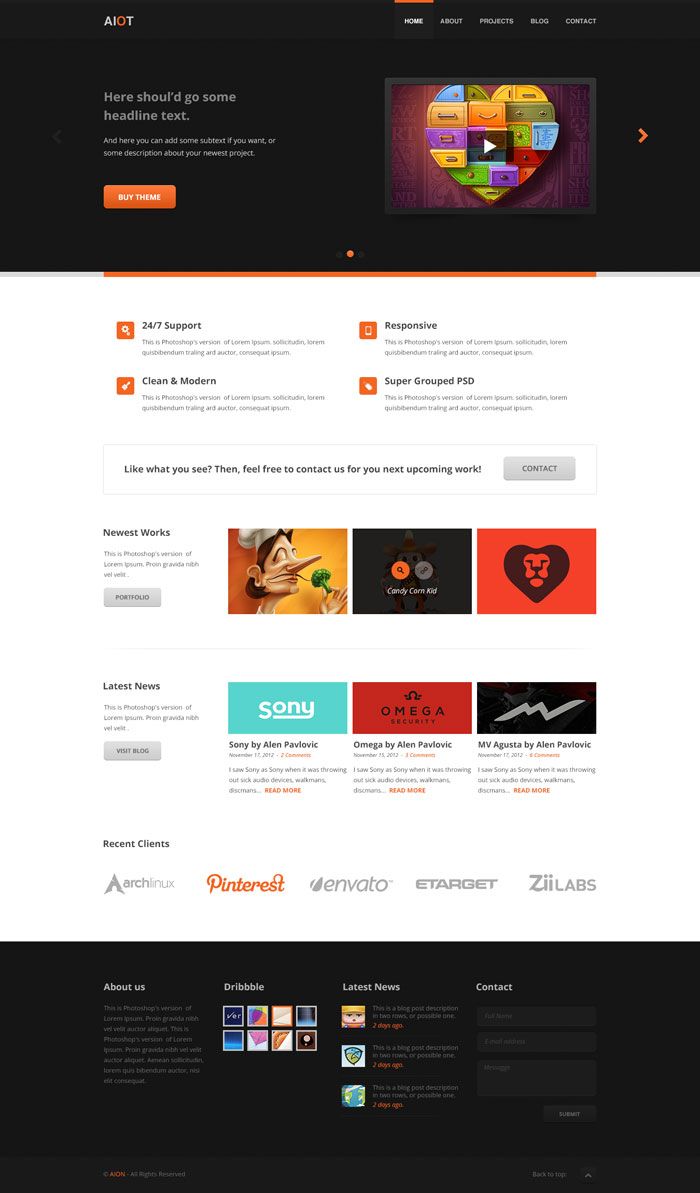 AIOT
HOME ABOUT PROJECTS BLOG CONTACT
Here shoul'd go some
headline text.
And here you can add some subtext if you want, or
some description about your newest project.
BUY THEME
24/7 Support
This is Photoshop's version of Lorem Ipsum. sollicitudin, lorem
quisbibendum traling ard auctor, consequat ipsum.
Responsive
This is Photoshop's version of Lorem Ipsum. sollicitudin, lorem
quisbibendum traling ard auctor, consequat ipsum.
Clean & Modern
This is Photoshop's version of Lorem Ipsum. sollicitudin, lorem
quisbibendum traling ard auctor, consequat ipsum.
Super Grouped PSD
This is Photoshop's version of Lorem Ipsum. sollicitudin, lorem
quisbibendum traling ard auctor, consequat ipsum.
Like what you see? Then, feel free to contact us for you next upcoming work!
CONTACT
Newest Works
This is Photoshop's version of
Lorem Ipsum. Proin gravida nibh
vel velit .
PORTFOLIO
Candy Corn Kid
Latest News
This is Photoshop's version of
Lorem Ipsum. Proin gravida nibh
vel velit .
VISIT BLOG
sony
Sony by Alen Pavlovic
November 17, 2012 - 2 Comments
I saw Sony as Sony when it was throwing
out sick audio devices, walkmans,
discmans... READ MORE
OMEGA
SECURITY
Omega by Alen Pavlovic
November 15, 2012 - 3 Comments
I saw Sony as Sony when it was throwing
out sick audio devices, walkmans,
discmans... READ MORE
MV Agusta by Alen Pavlovic
November 17, 2012 - 6 Comments
I saw Sony as Sony when it was throwing
out sick audio devices, walkmans,
discmans... READ MORE
Recent Clients
archlinux
Pinterest
envato™
ETARGET
Zii LABS
About us
This is Photoshop's version of
Lorem Ipsum. Proin gravida nibh
vel velit auctor aliquet. This is
Photoshop's version of Lorem
Ipsum. Proin gravida nibh vel velit
auctor aliquet. Aenean sollicitudin,
lorem quis bibendum auctor, nisi
elit consequat.
Dribbble
Ver
Latest News
This is a blog post description
in two rows, or possible one.
2 days ago.
This is a blog post description
in two rows, or possible one.
2 days ago.
This is a blog post description
in two rows, or possible one.
2 days ago.
Contact
Full Name
E-mail address
Message
SUBMIT
© AION - All Rights Reserved
Back to top: